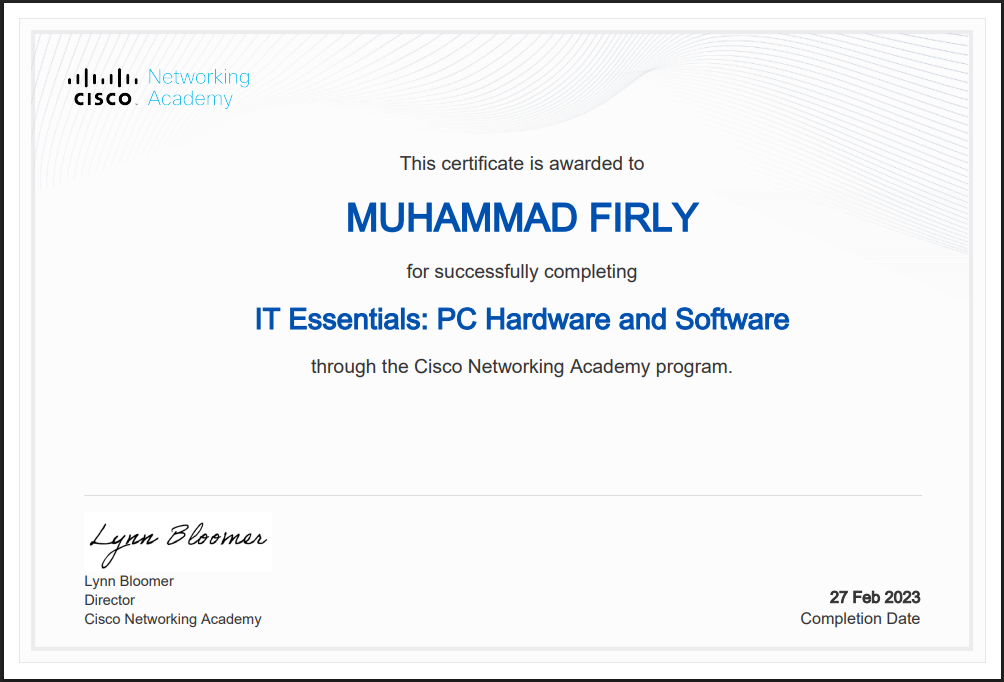 Networking
CISCO Academy
This certificate is awarded to
MUHAMMAD FIRLY
for successfully completing
IT Essentials: PC Hardware and Software
through the Cisco Networking Academy program.
Lynn Bloomer
Lynn Bloomer
Director
Cisco Networking Academy
27 Feb 2023
Completion Date